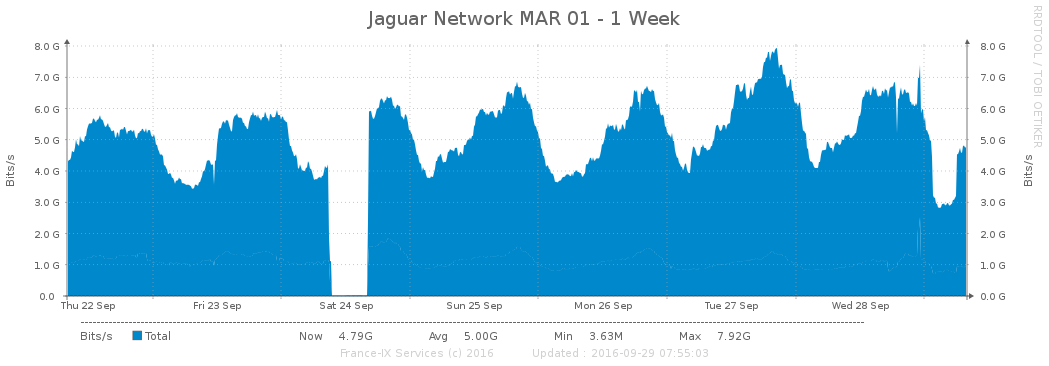 Jaguar Network MAR 01 - 1 Week
RRDTOOL / TOBI OETIKER
Bits/s
Bits/s
8.0 G 8.0 G
7.0 G 7.0 G
6.0 G 6.0 G
5.0 G 5.0 G
4.0 G 4.0 G
3.0 G 3.0 G
2.0 G 2.0 G
1.0 G 1.0 G
0.0 0.0 G
Thu 22 Sep Fri 23 Sep Sat 24 Sep Sun 25 Sep Mon 26 Sep Tue 27 Sep Wed 28 Sep
Bits/s Total Now 4.79G Avg 5.00G Min 3.63M Max 7.92G
France-IX Services (c) 2016 Updated : 2016-09-29 07:55:03